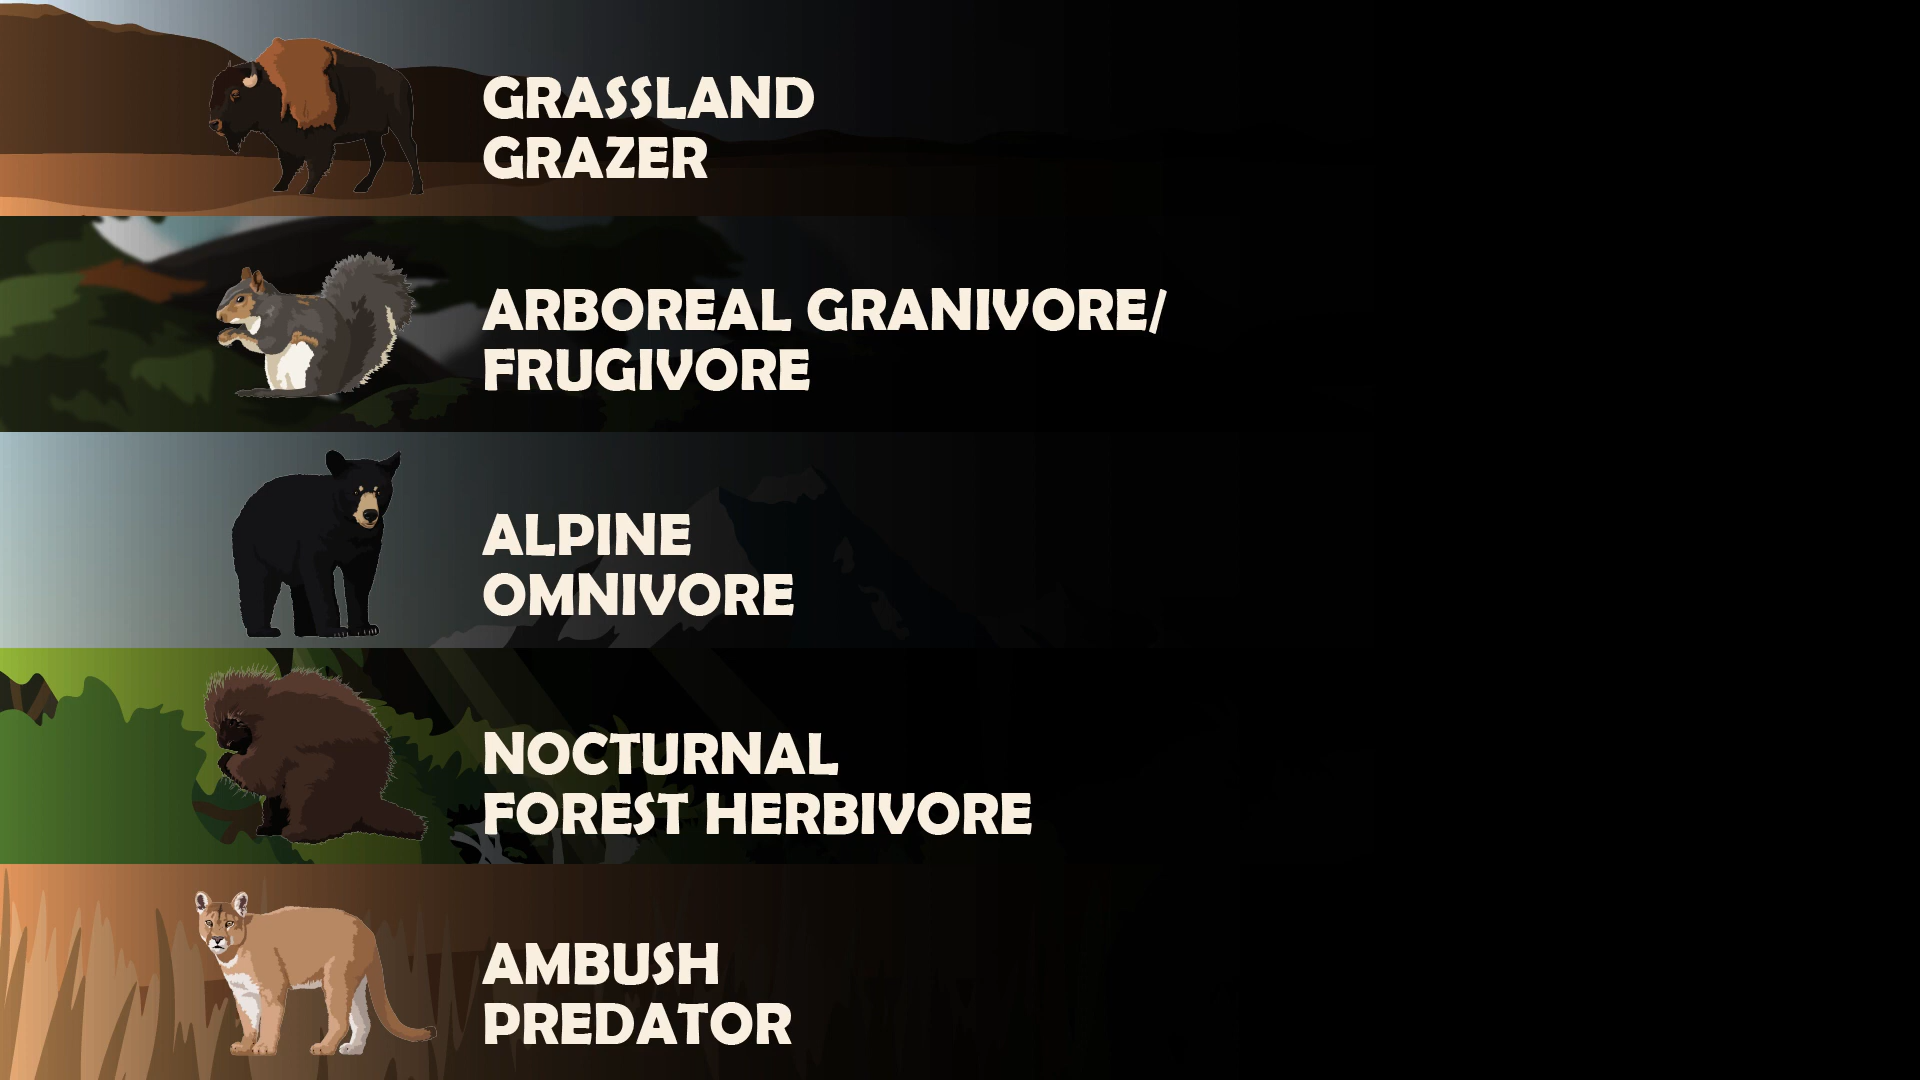 GRASSLAND
GRAZER
ARBOREAL GRANIVORE/
FRUGIVORE
ALPINE
OMNIVORE
NOCTURNAL
FOREST HERBIVORE
AMBUSH
PREDATOR